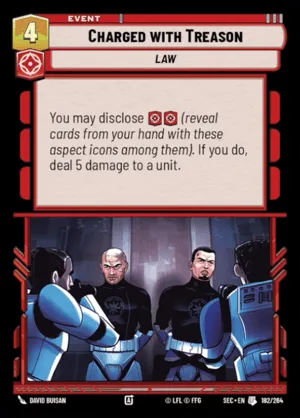 EVENT
4
CHARGED WITH TREASON
LAW
You may disclose (reveal
cards from your hand with these
aspect icons among them). If you do,
deal 5 damage to a unit.
DAVID BUISAN
© LFL © FFG
SEC • EN
182/264